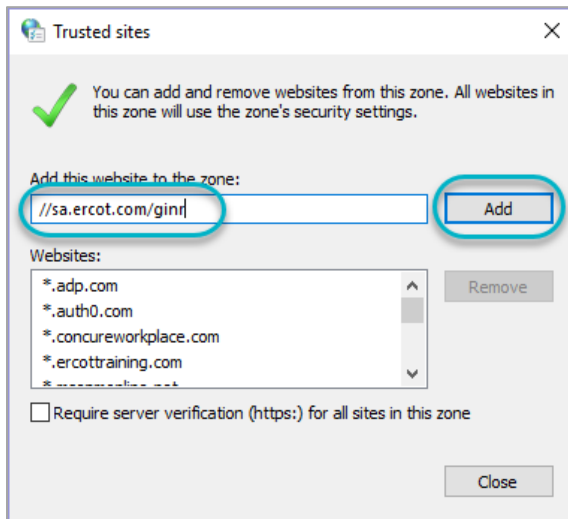 Trusted sites
You can add and remove websites from this zone. All websites in
this zone will use the zone's security settings.
Add this website to the zone:
//sa.ercot.com/ginr
Add
Websites:
*.adp.com
*.auth0.com
*.concureworkplace.com
*.ercottraining.com
Remove
Require server verification (https:) for all sites in this zone
Close